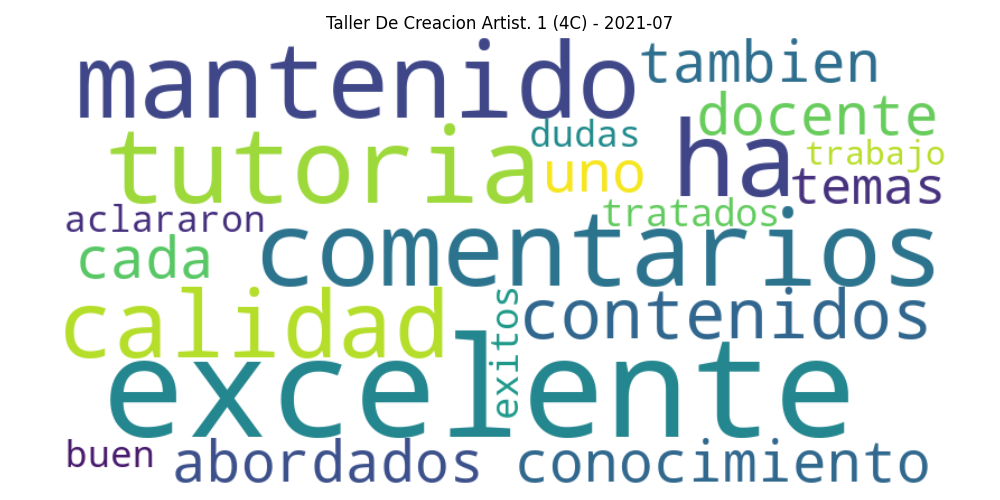 Taller De Creacion Artist. 1 (4C) - 2021-07
mantenido
tambien
docente
tutoria
dudas
ha
trabajo
uno
temas
aclararon
tratados
cada
comentarios
calidad
exitos
contenidos
excelente
buen
abordados
conocimiento